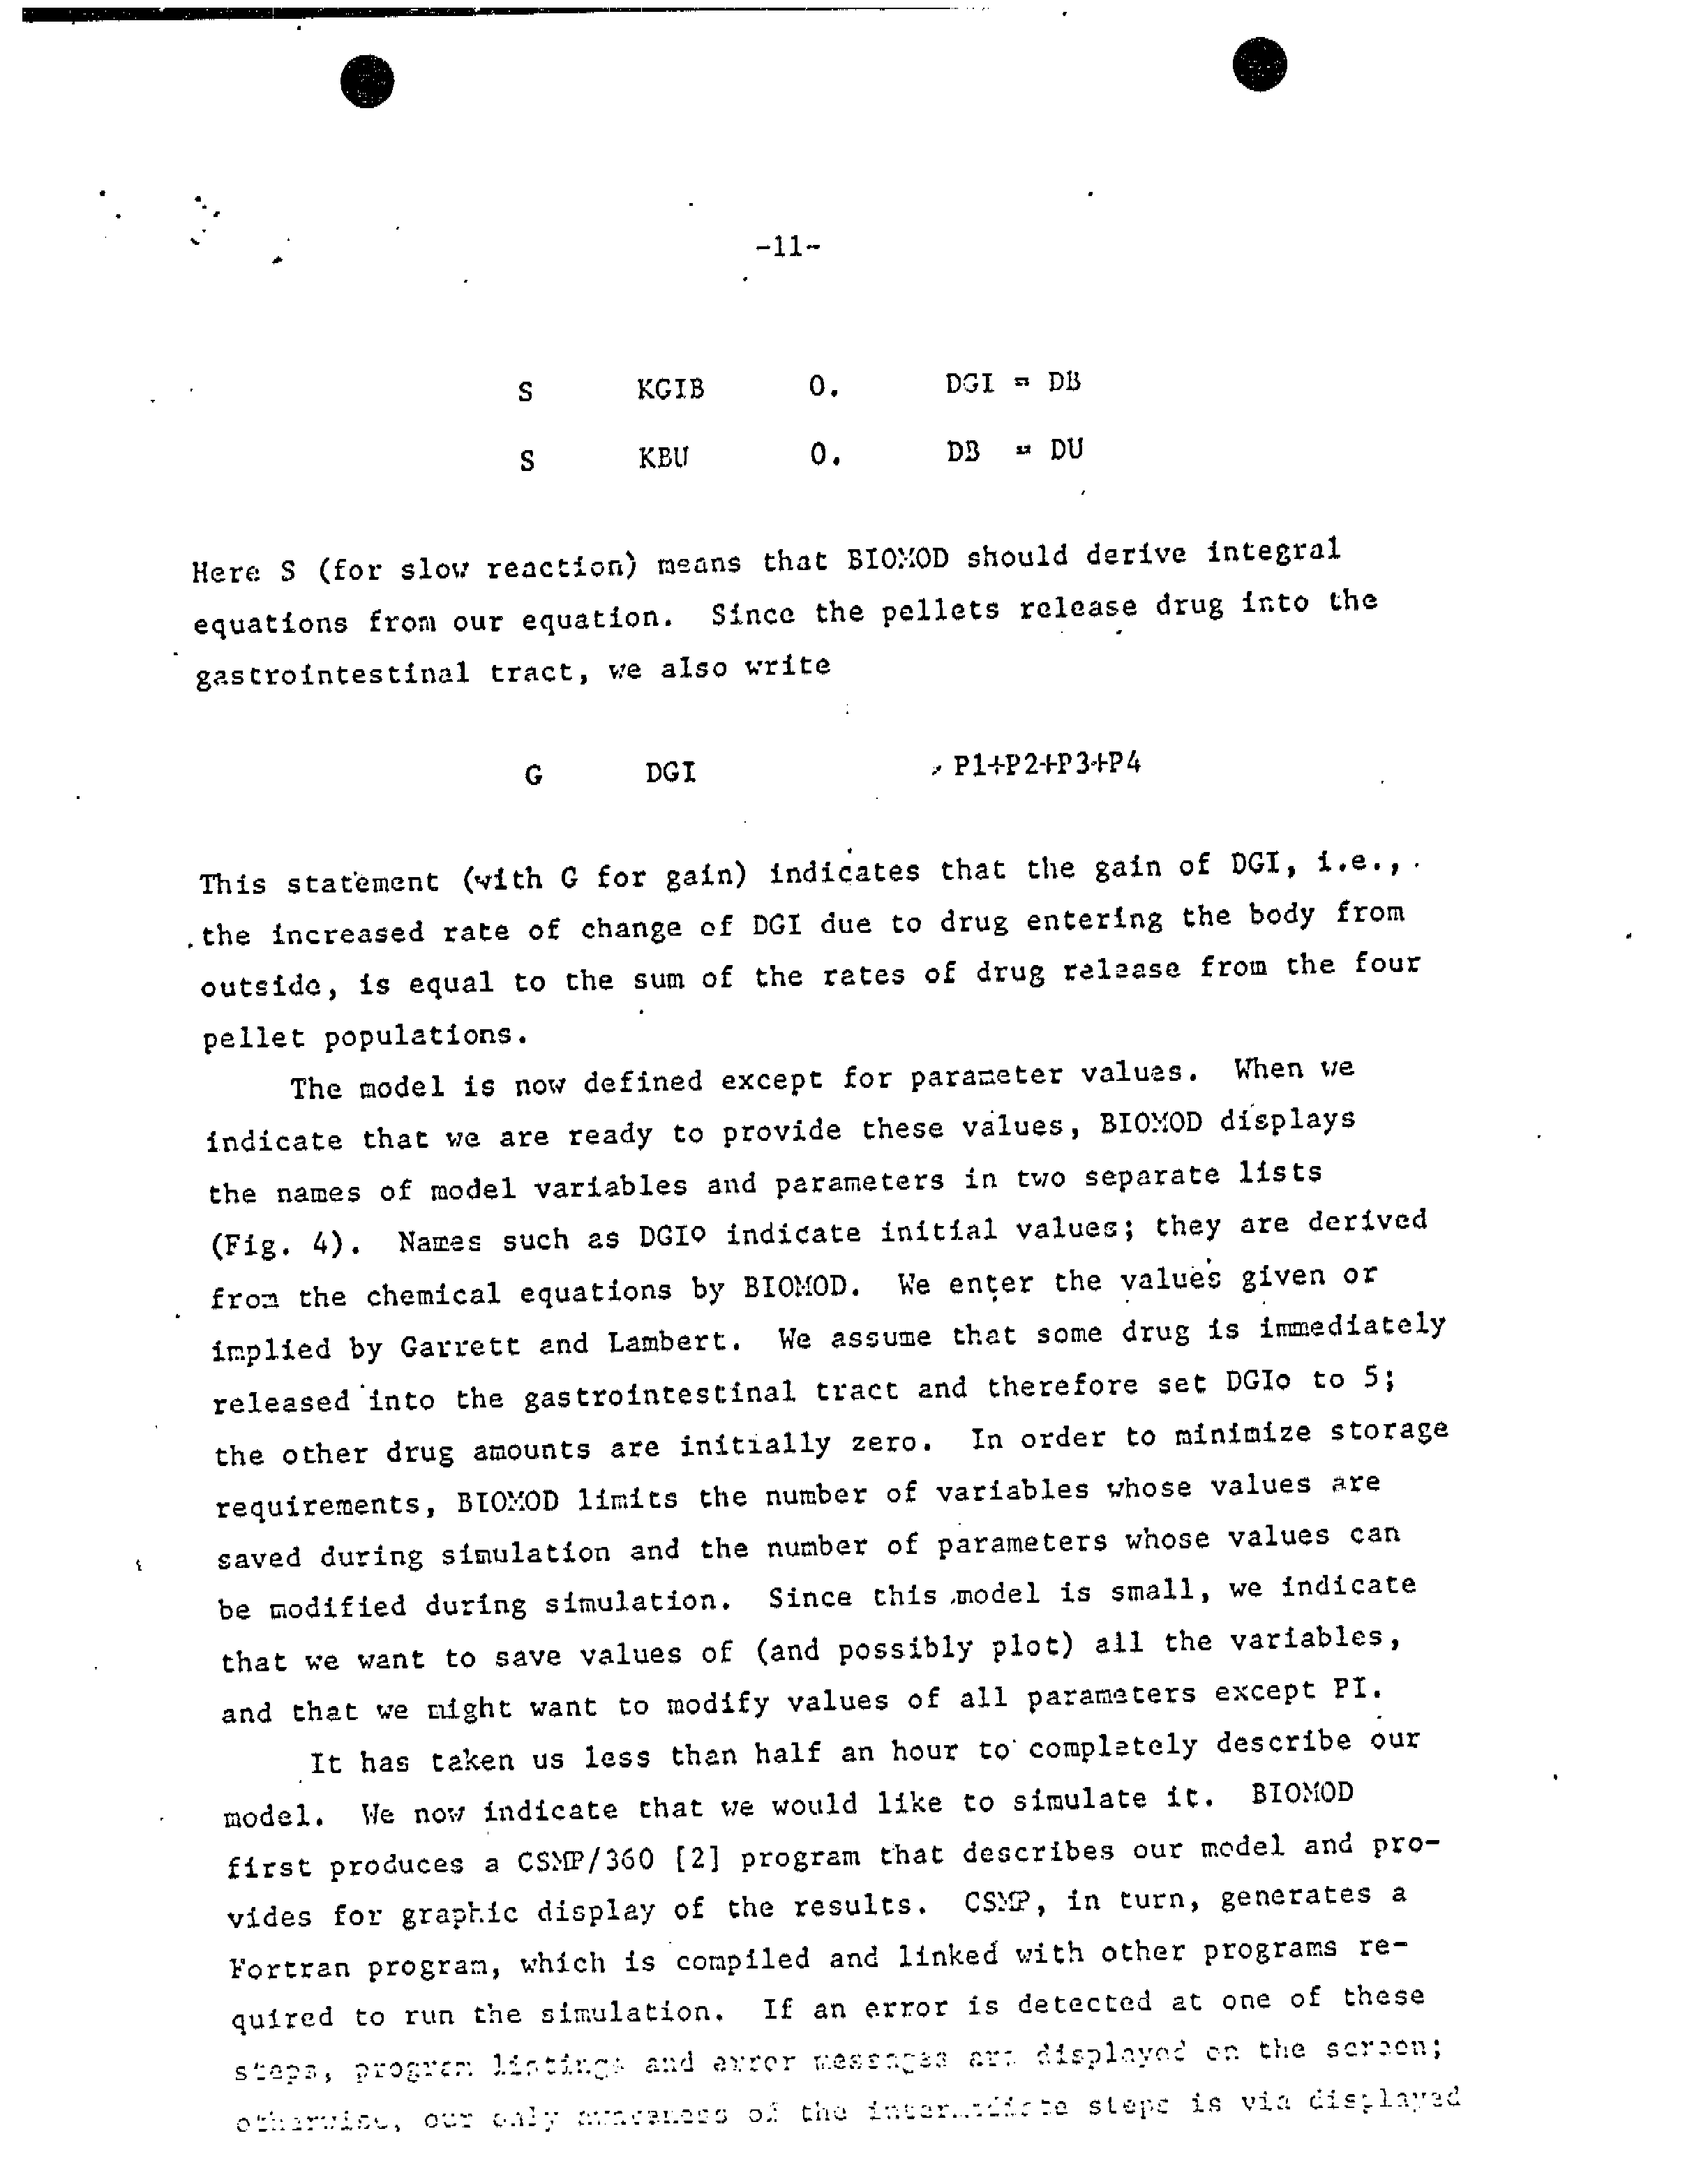 -11-
S KGIB 0. DGI = DB
S KBU 0. DB = DU
Here S (for slow reaction) means that BIOMOD should derive integral
equations from our equation. Since the pellets release drug into the
gastrointestinal tract, we also write
G DGI P1+P2+P3+P4
This statement (with G for gain) indicates that the gain of DGI, i.e.,
the increased rate of change of DGI due to drug entering the body from
outside, is equal to the sum of the rates of drug release from the four
pellet populations.
The model is now defined except for parameter values. When we
indicate that we are ready to provide these values, BIOMOD displays
the names of model variables and parameters in two separate lists
(Fig. 4). Names such as DGIo indicate initial values; they are derived
from the chemical equations by BIOMOD. We enter the values given or
implied by Garrett and Lambert. We assume that some drug is immediately
released into the gastrointestinal tract and therefore set DGIo to 5;
the other drug amounts are initially zero. In order to minimize storage
requirements, BIOMOD limits the number of variables whose values are
saved during simulation and the number of parameters whose values can
be modified during simulation. Since this model is small, we indicate
that we want to save values of (and possibly plot) all the variables,
and that we might want to modify values of all parameters except PI.
It has taken us less than half an hour to completely describe our
model. We now indicate that we would like to simulate it. BIOMOD
first produces a CSMP/360 [2] program that describes our model and pro-
vides for graphic display of the results. CSMP, in turn, generates a
Fortran program, which is compiled and linked with other programs re-
quired to run the simulation. If an error is detected at one of these
steps, program listings and error messages are displayed on the screen;
otherwise, our only awareness of the intermediate steps is via displayed